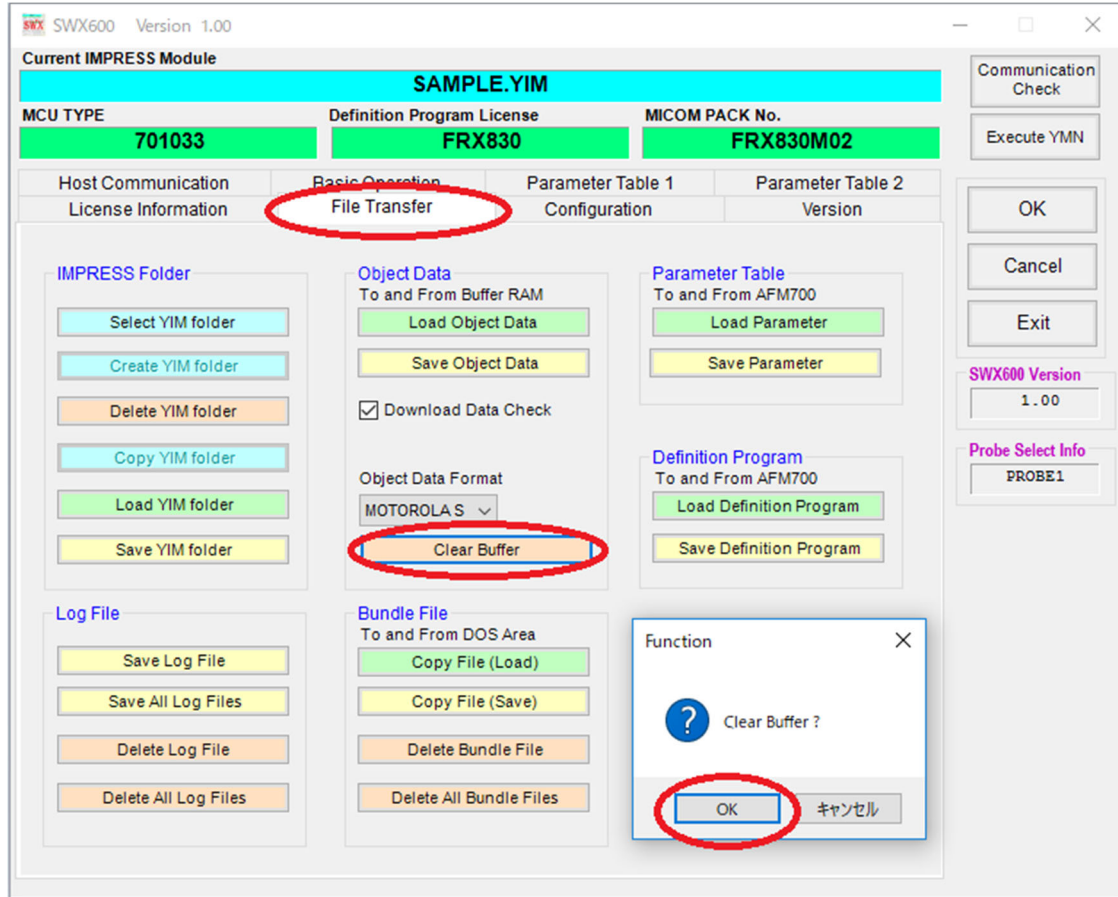 SWX SWX600 Version 1.00
Current IMPRESS Module
SAMPLE.YIM
MCU TYPE
Definition Program License
MICOM PACK No.
701033
FRX830
FRX830M02
Communication
Check
Execute YMN
Host Communication
Basic Operation
Parameter Table 1
Parameter Table 2
License Information
File Transfer
Configuration
Version
OK
Cancel
Exit
SWX600 Version
1.00
Probe Select Info
PROBE1
IMPRESS Folder
Select YIM folder
Create YIM folder
Delete YIM folder
Copy YIM folder
Load YIM folder
Save YIM folder
Object Data
To and From Buffer RAM
Load Object Data
Save Object Data
Download Data Check
Object Data Format
MOTOROLA S
Clear Buffer
Parameter Table
To and From AFM700
Load Parameter
Save Parameter
Definition Program
To and From AFM700
Load Definition Program
Save Definition Program
Log File
Save Log File
Save All Log Files
Delete Log File
Delete All Log Files
Bundle File
To and From DOS Area
Copy File (Load)
Copy File (Save)
Delete Bundle File
Delete All Bundle Files
Function
Clear Buffer ?
OK
キャンセル